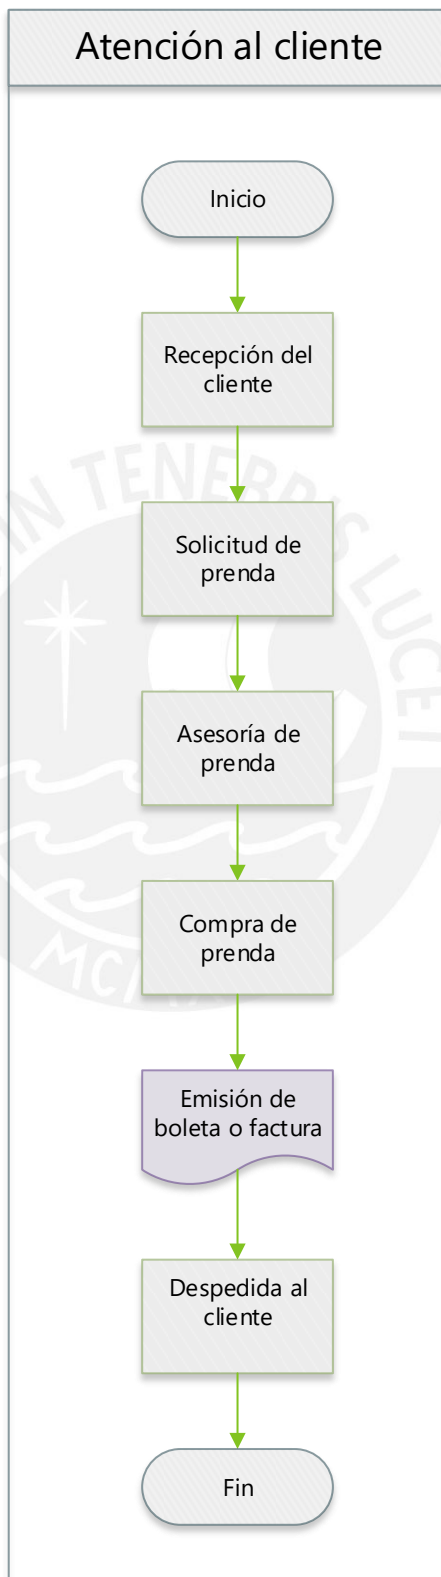 Atención al cliente
Inicio
Recepción del
cliente
Solicitud de
prenda
Asesoría de
prenda
Compra de
prenda
Emisión de
boleta o factura
Despedida al
cliente
Fin